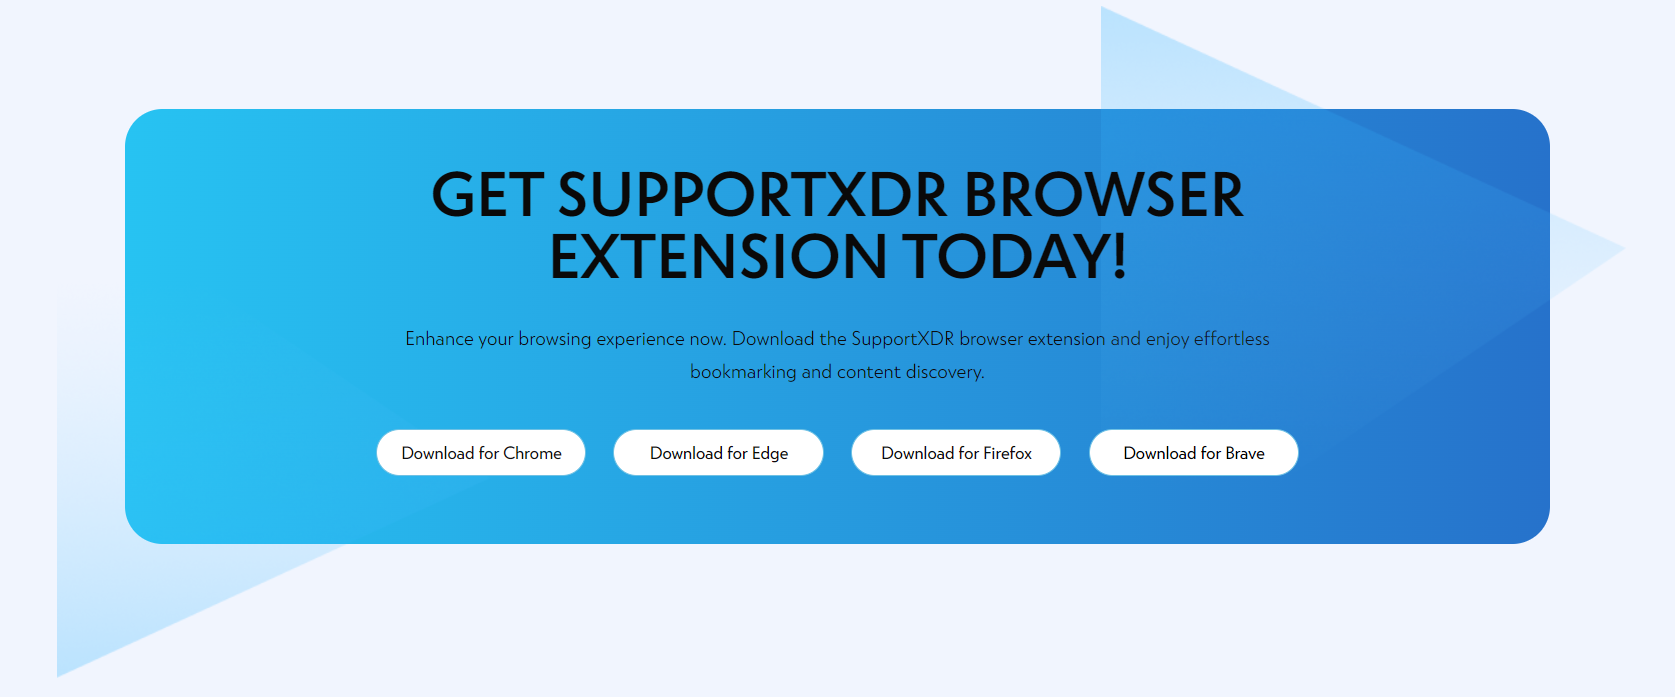 GET SUPPORTXDR BROWSER
EXTENSION TODAY!
Enhance your browsing experience now. Download the SupportXDR browser extension and enjoy effortless
bookmarking and content discovery.
Download for Chrome
Download for Edge
Download for Firefox
Download for Brave